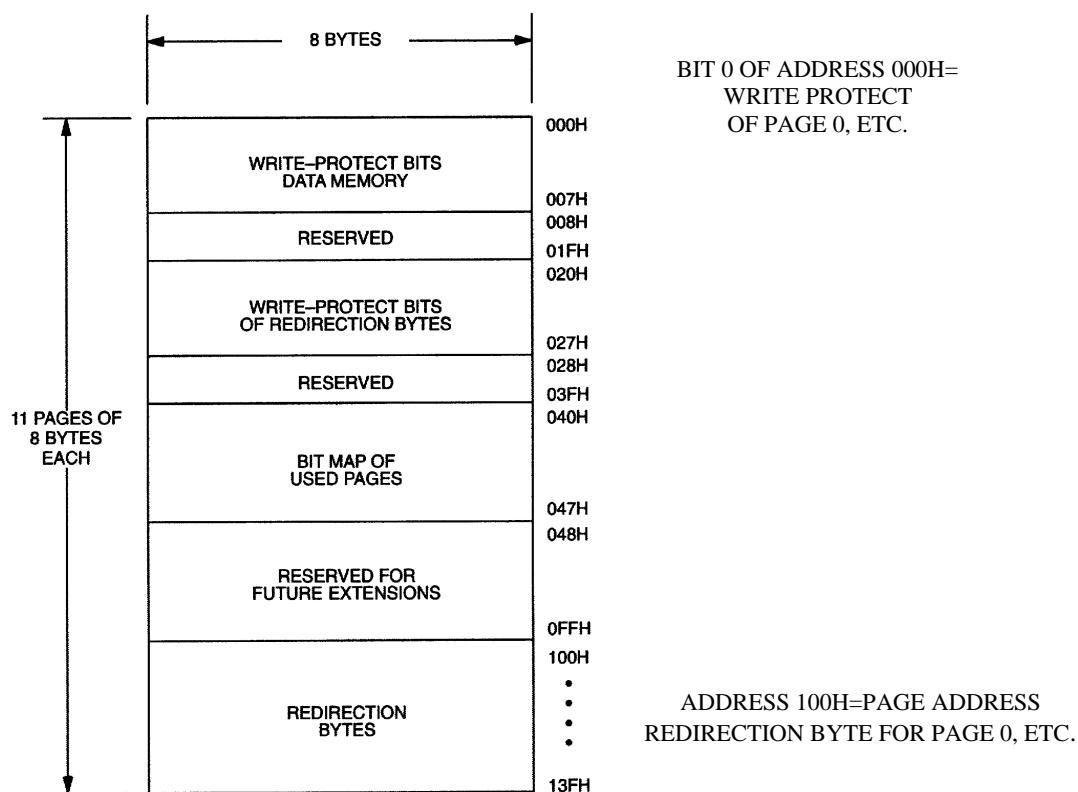 8 BYTES
BIT 0 OF ADDRESS 000H=
WRITE PROTECT
OF PAGE 0, ETC.
000H
WRITE–PROTECT BITS
DATA MEMORY
007H
008H
RESERVED
01FH
020H
WRITE–PROTECT BITS
OF REDIRECTION BYTES
027H
028H
RESERVED
03FH
11 PAGES OF
8 BYTES
EACH
040H
BIT MAP OF
USED PAGES
047H
048H
RESERVED FOR
FUTURE EXTENSIONS
0FFH
100H
REDIRECTION
BYTES
ADDRESS 100H=PAGE ADDRESS
REDIRECTION BYTE FOR PAGE 0, ETC.
13FH